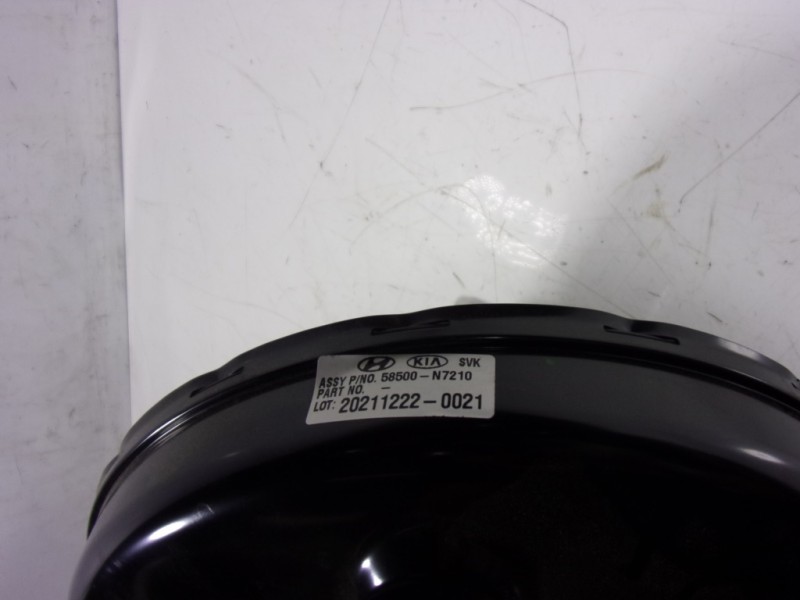 KIA SVK
ASSY P/NO. 58500-N7210
PART NO. -
LOT: 20211222-0021